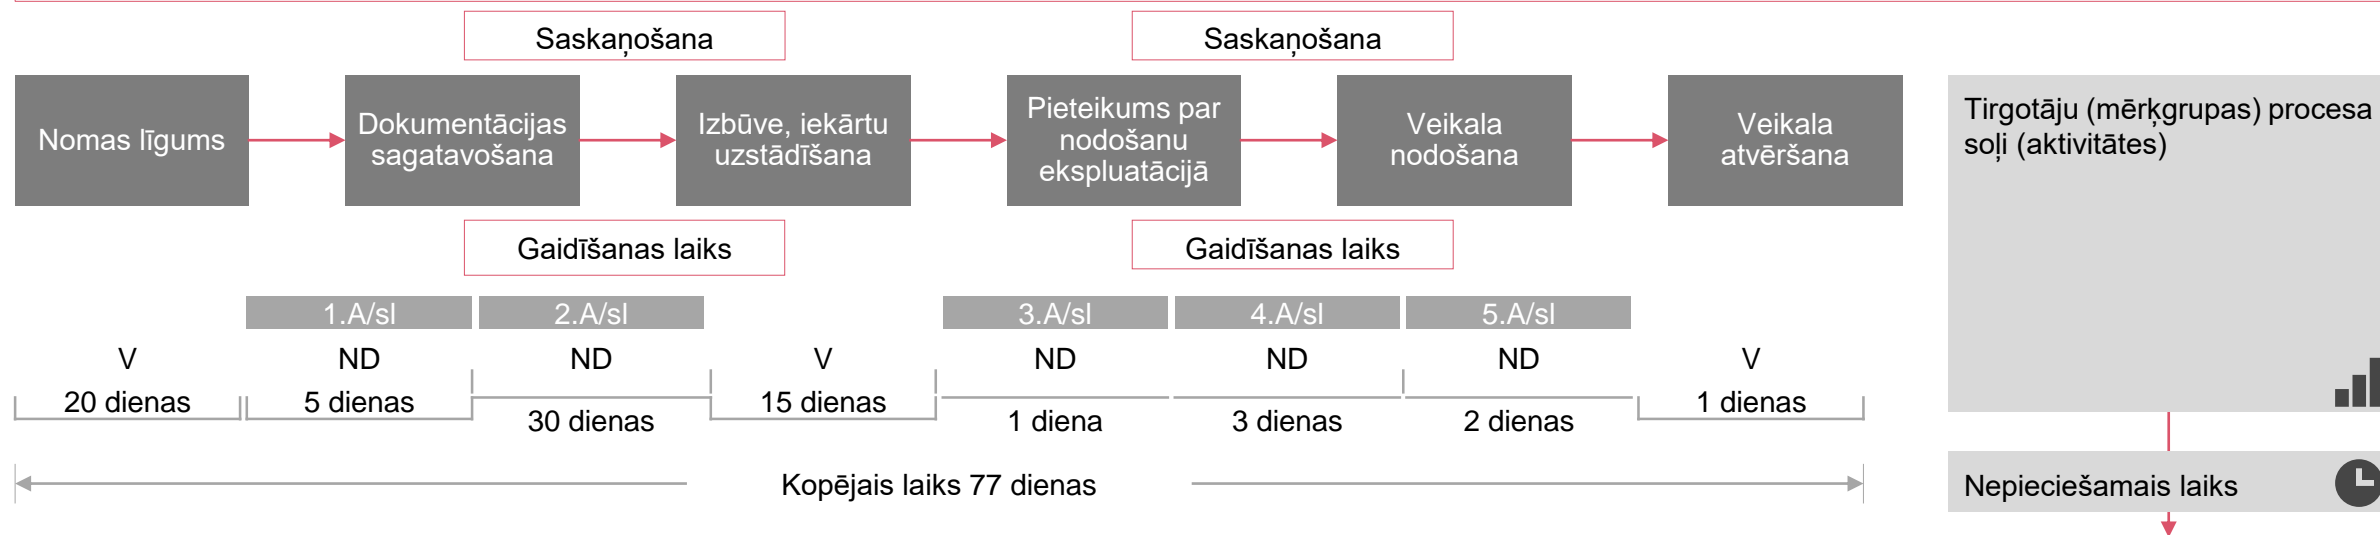 Saskaņošana
Saskaņošana
Nomas līgums
Dokumentācijas
sagatavošana
Izbūve, iekārtu
uzstādīšana
Pieteikums par
nodošanu
ekspluatācijā
Veikala
nodošana
Veikala
atvēršana
Tirgotāju (mērķgrupas) procesa
soļi (aktivitātes)
Gaidīšanas laiks
Gaidīšanas laiks
1.A/sl
2.A/sl
3.A/sl
4.A/sl
5.A/sl
V
ND
ND
V
ND
ND
ND
V
20 dienas
5 dienas
30 dienas
15 dienas
1 diena
3 dienas
2 dienas
1 dienas
Kopējais laiks 77 dienas
Nepieciešamais laiks